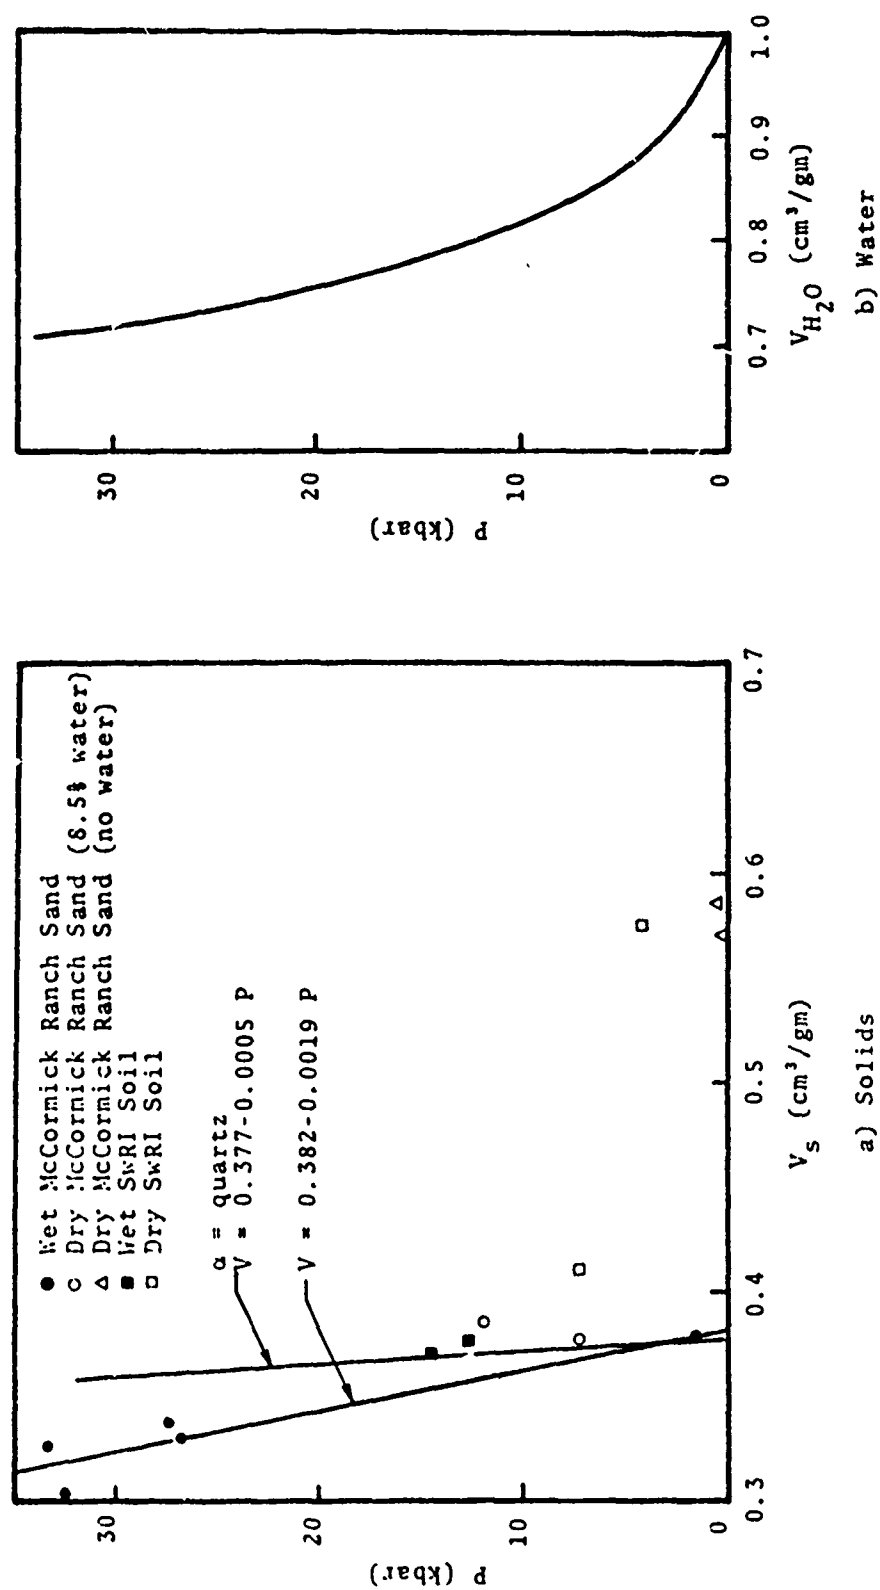 ● Wet McCormick Ranch Sand
○ Dry McCormick Ranch Sand (8.5% water)
△ Dry McCormick Ranch Sand (no water)
■ Wet SwRI Soil
□ Dry SwRI Soil
α = quartz
V = 0.377-0.0005 P
V = 0.382-0.0019 P
P (kbar)
30
20
10
0
0.3
0.4
0.5
0.6
0.7
V_S (cm³/gm)
a) Solids
P (kbar)
30
20
10
0
0.7
0.8
0.9
1.0
V_H₂O (cm³/gm)
b) Water